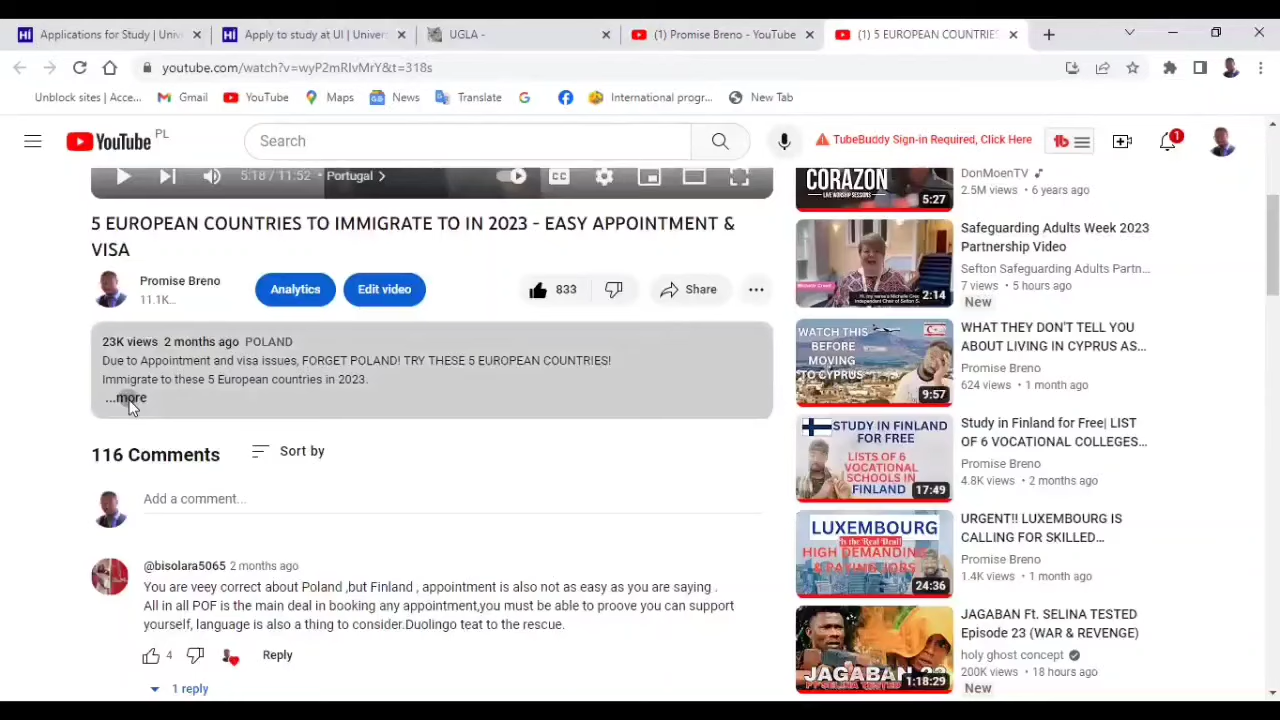 Applications for Study | Unive
Apply to study at UI | Univers
UGLA -
(1) Promise Breno - YouTube
(1) 5 EUROPEAN COUNTRIES
youtube.com/watch?v=wyP2mRIvMrY&t=318s
Unblock sites | Acce...
Gmail
YouTube
Maps
News
Translate
International progr...
New Tab
YouTube PL
Search
TubeBuddy Sign-in Required, Click Here
1
5:18 / 11:52 • Portugal
CC
5 EUROPEAN COUNTRIES TO IMMIGRATE TO IN 2023 - EASY APPOINTMENT &
VISA
Promise Breno
11.1K...
Analytics
Edit video
833
Share
23K views 2 months ago POLAND
Due to Appointment and visa issues, FORGET POLAND! TRY THESE 5 EUROPEAN COUNTRIES!
Immigrate to these 5 European countries in 2023.
...more
116 Comments
Sort by
Add a comment...
@bisolara5065 2 months ago
You are veey correct about Poland ,but Finland , appointment is also not as easy as you are saying .
All in all POF is the main deal in booking any appointment,you must be able to proove you can support
yourself, language is also a thing to consider.Duolingo teat to the rescue.
4
Reply
1 reply
CORAZON
LIVE WORSHIP SESSIONS
5:27
DonMoenTV
2.5M views • 6 years ago
2:14
Safeguarding Adults Week 2023
Partnership Video
Sefton Safeguarding Adults Partn...
7 views • 5 hours ago
New
WATCH THIS
BEFORE
MOVING
TO CYPRUS
9:57
WHAT THEY DON'T TELL YOU
ABOUT LIVING IN CYPRUS AS...
Promise Breno
624 views • 1 month ago
STUDY IN FINLAND
FOR FREE
LISTS OF 6
VOCATIONAL
SCHOOLS IN
FINLAND
17:49
Study in Finland for Free| LIST
OF 6 VOCATIONAL COLLEGES...
Promise Breno
4.8K views • 2 months ago
LUXEMBOURG
Is the Real Deal!
HIGH DEMANDING
& PAYING JOBS
24:36
URGENT!! LUXEMBOURG IS
CALLING FOR SKILLED...
Promise Breno
1.4K views • 1 month ago
JAGABAN
1:18:29
JAGABAN Ft. SELINA TESTED
Episode 23 (WAR & REVENGE)
holy ghost concept
200K views • 18 hours ago
New